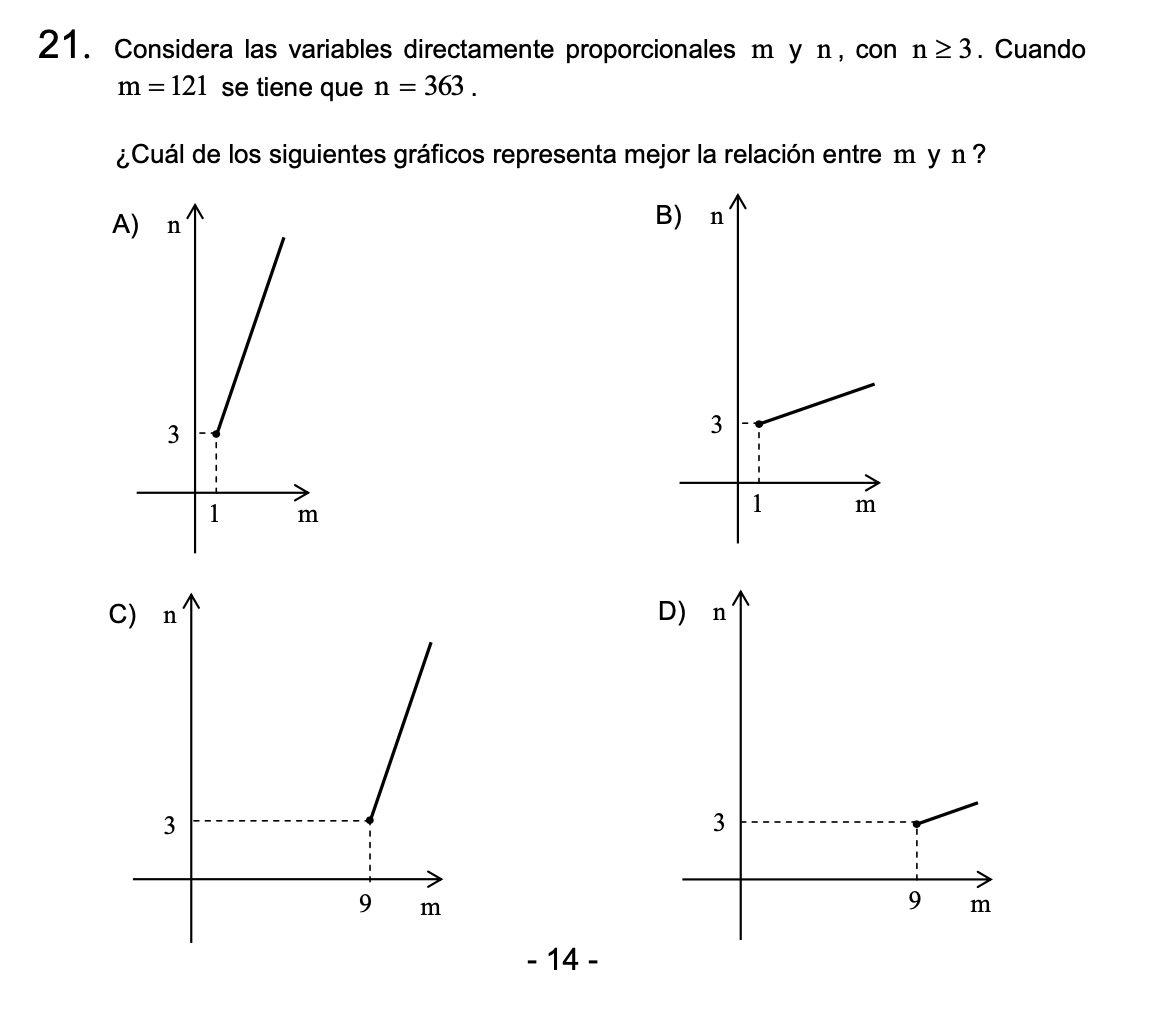 21. Considera las variables directamente proporcionales m y n, con n ≥ 3. Cuando
m = 121 se tiene que n = 363.
¿Cuál de los siguientes gráficos representa mejor la relación entre m y n?
A) n
3
1
m
B) n
3
1
m
C) n
3
9
m
D) n
3
9
m
- 14 -